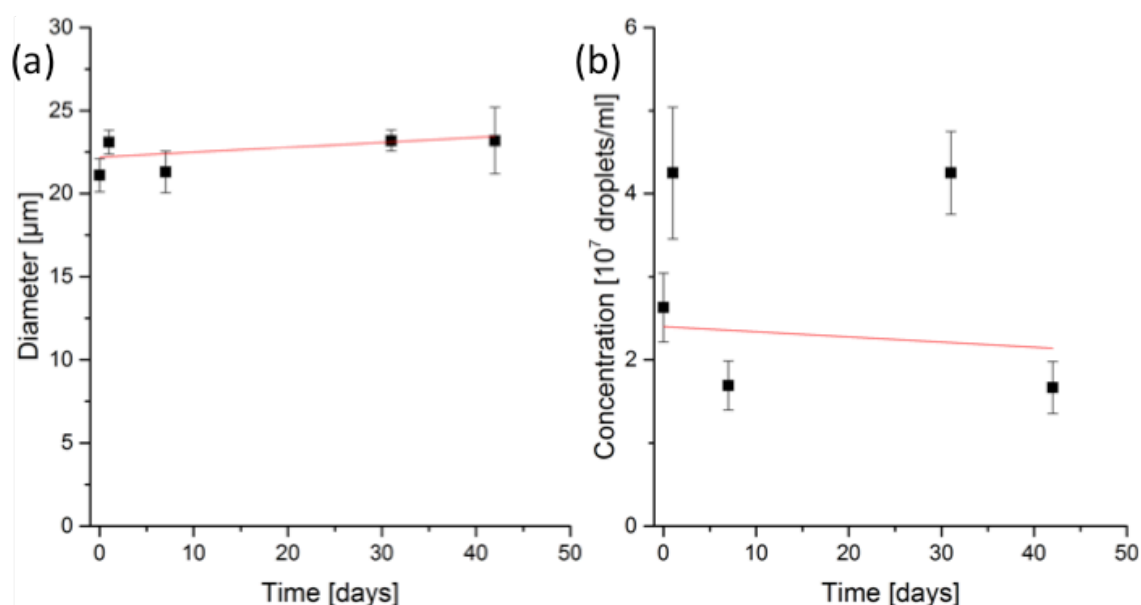 (a)
Diameter [µm]
30
25
20
15
10
5
0
0 10 20 30 40 50
Time [days]
(b)
Concentration [10⁷ droplets/ml]
6
4
2
0
0 10 20 30 40 50
Time [days]